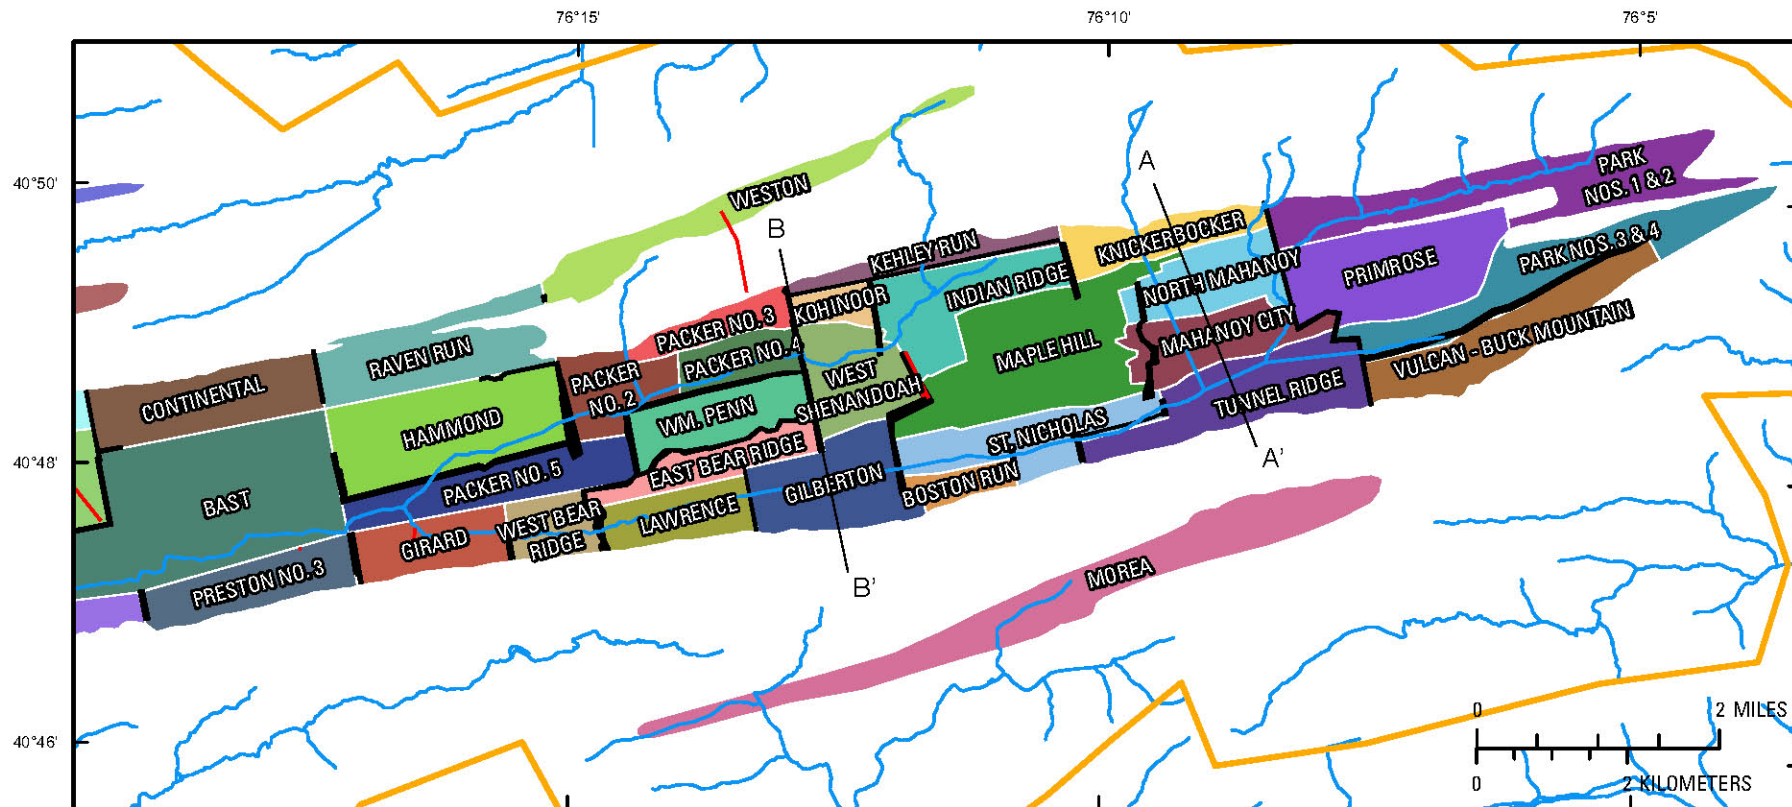 76°15'
76°10'
76°5'
40°50'
40°48'
40°46'
A
B
WESTON
PARK
NOS. 1 & 2
KEHLEY RUN
KNICKERBOCKER
PARK NOS. 3 & 4
INDIAN RIDGE
NORTH MAHANOY
PRIMROSE
KOHINOOR
PACKER NO. 3
MAHANOY CITY
RAVEN RUN
PACKER NO. 4
MAPLE HILL
VULCAN - BUCK MOUNTAIN
CONTINENTAL
PACKER
NO. 2
WEST
SHENANDOAH
TUNNEL RIDGE
HAMMOND
WM. PENN
ST. NICHOLAS
EAST BEAR RIDGE
A'
BAST
PACKER NO. 5
GILBERTON
BOSTON RUN
WEST BEAR
RIDGE
LAWRENCE
GIRARD
PRESTON NO. 3
B'
MOREA
0
2 MILES
0
2 KILOMETERS